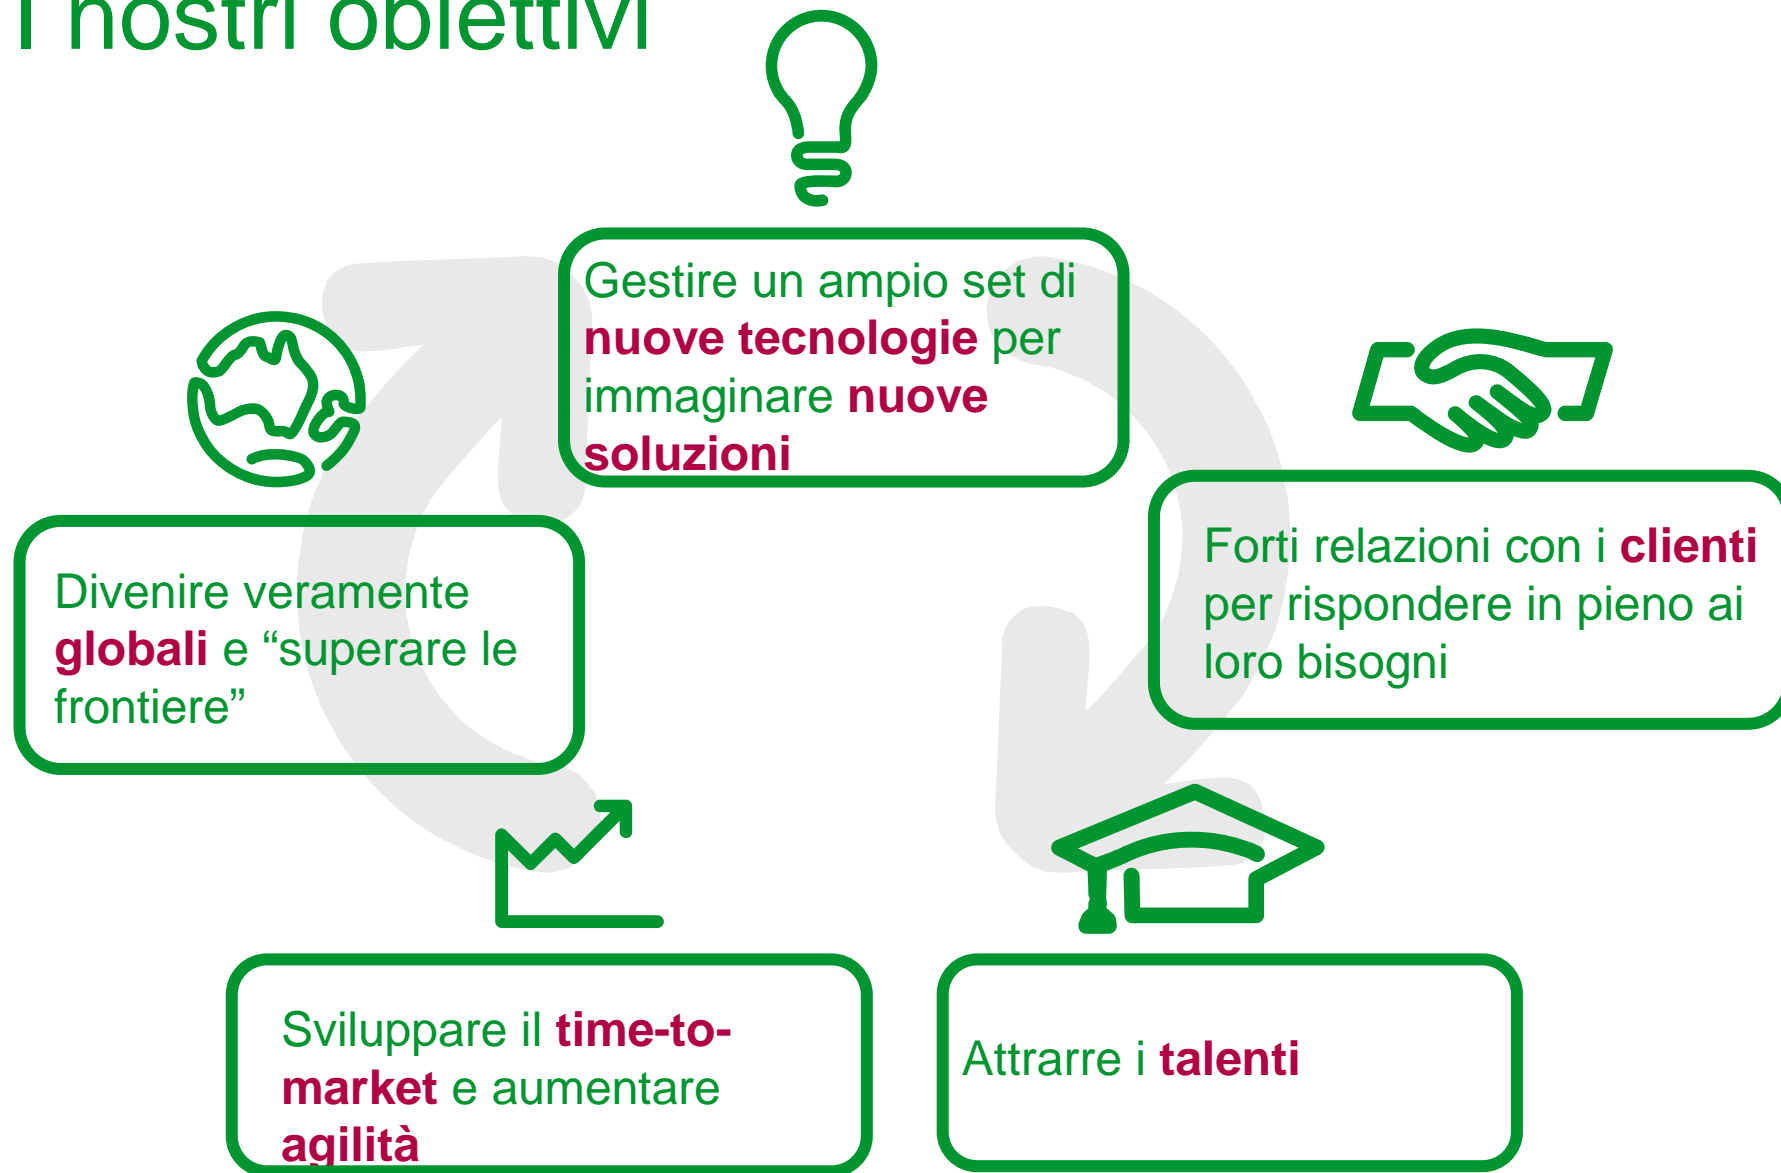 I nostri obiettivi
Gestire un ampio set di
nuove tecnologie per
immaginare nuove
soluzioni
Forti relazioni con i clienti
per rispondere in pieno ai
loro bisogni
Divenire veramente
globali e “superare le
frontiere”
Sviluppare il time-to-
market e aumentare
agilità
Attrarre i talenti